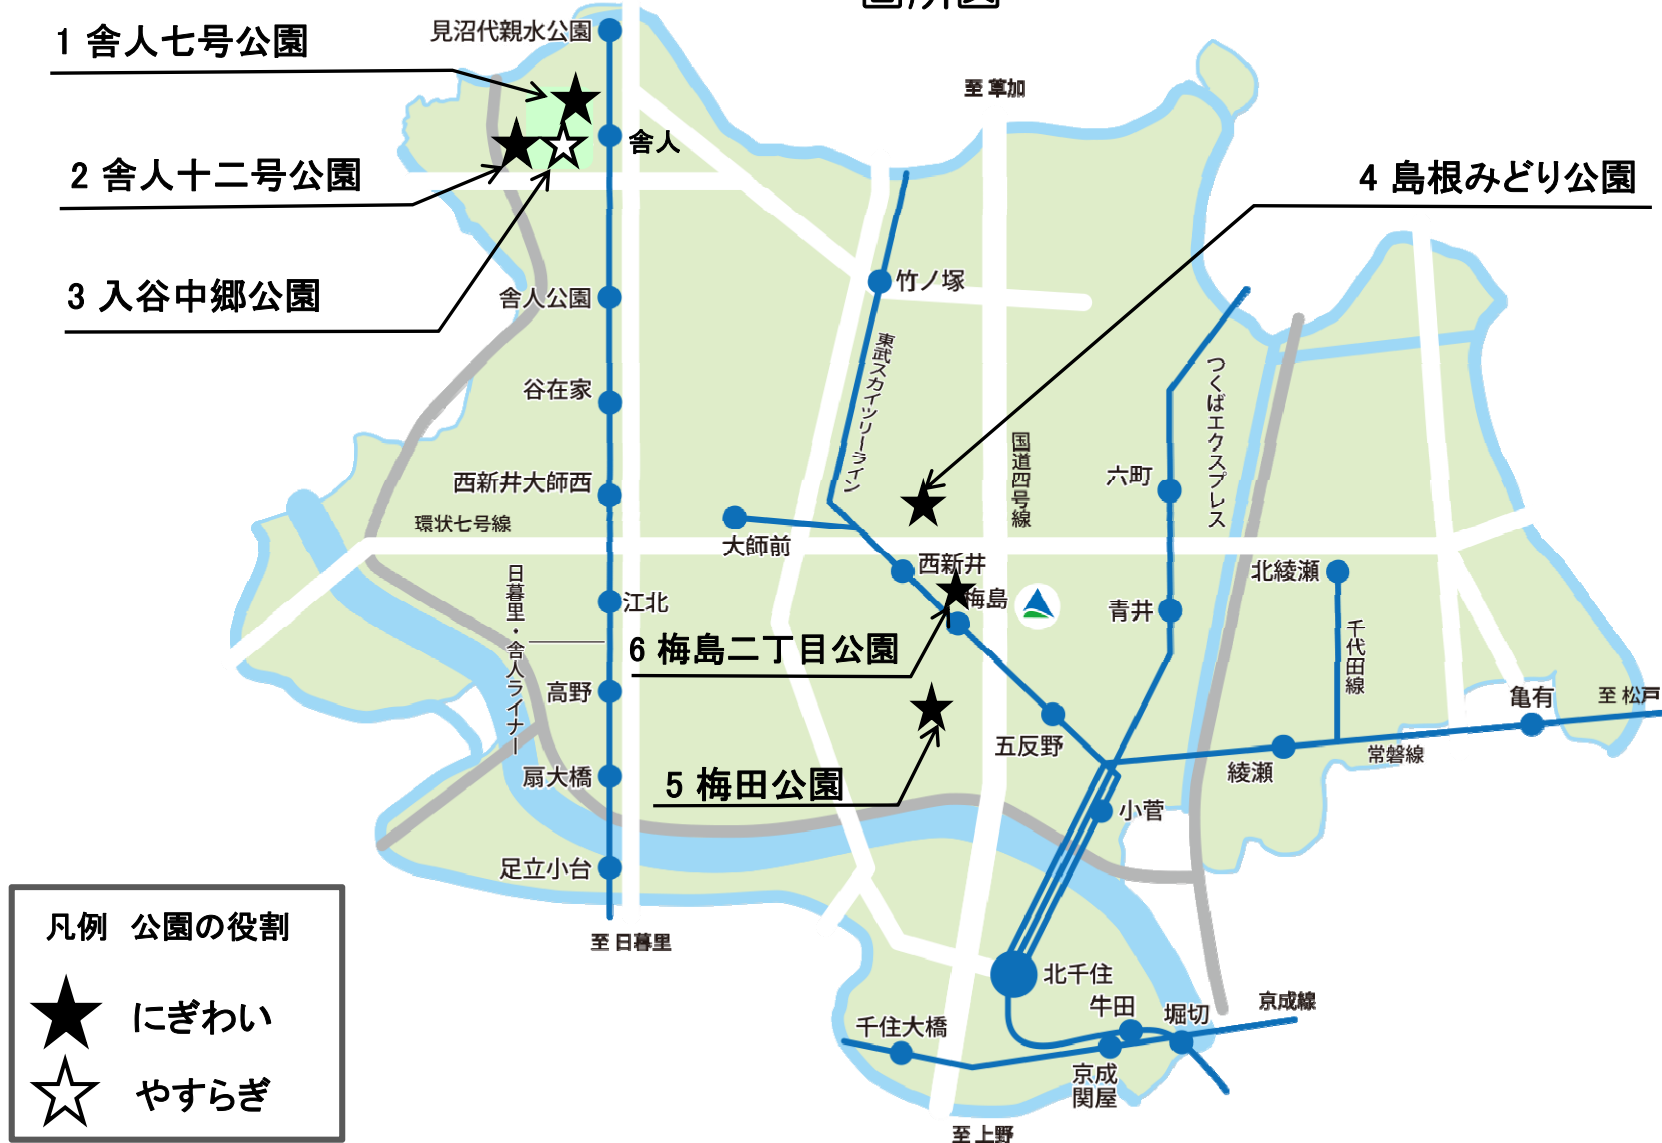 箇所図
1 舎人七号公園
見沼代親水公園
至 草加
舎人
2 舎人十二号公園
4 島根みどり公園
3 入谷中郷公園
舎人公園
竹ノ塚
東武スカイツリーライン
つくばエクスプレス
谷在家
国道四号線
西新井大師西
六町
環状七号線
大師前
西新井
北綾瀬
日暮里・舎人ライナー
江北
梅島
青井
千代田線
6 梅島二丁目公園
高野
亀有
至 松戸
五反野
常磐線
綾瀬
扇大橋
5 梅田公園
小菅
足立小台
凡例 公園の役割
至 日暮里
北千住
にぎわい
牛田
堀切
京成線
千住大橋
京成
関屋
やすらぎ
至 上野